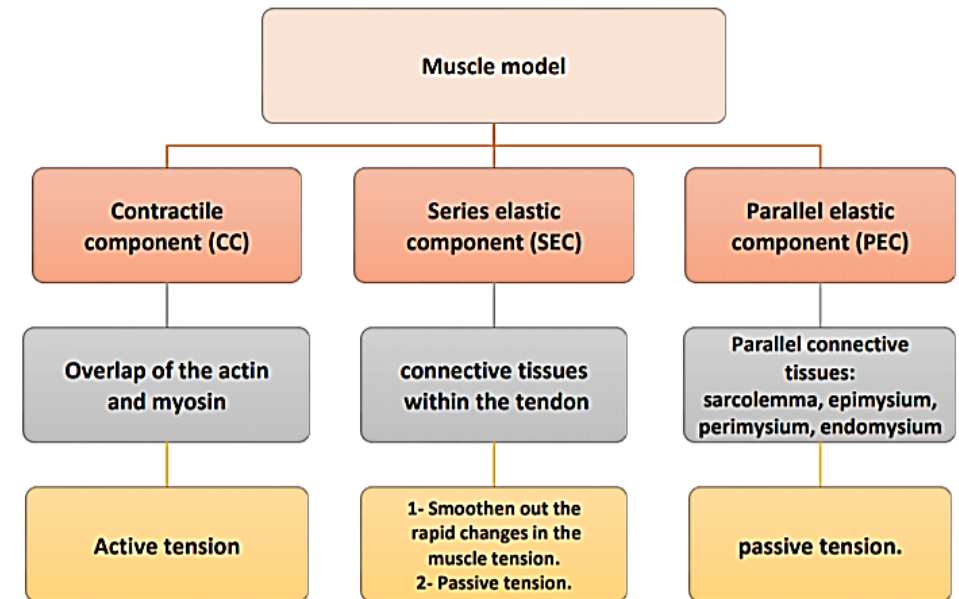 Muscle model
Contractile
component (CC)
Series elastic
component (SEC)
Parallel elastic
component (PEC)
Overlap of the actin
and myosin
connective tissues
within the tendon
Parallel connective
tissues:
sarcolemma, epimysium,
perimysium, endomysium
Active tension
1- Smoothen out the
rapid changes in the
muscle tension.
2- Passive tension.
passive tension.